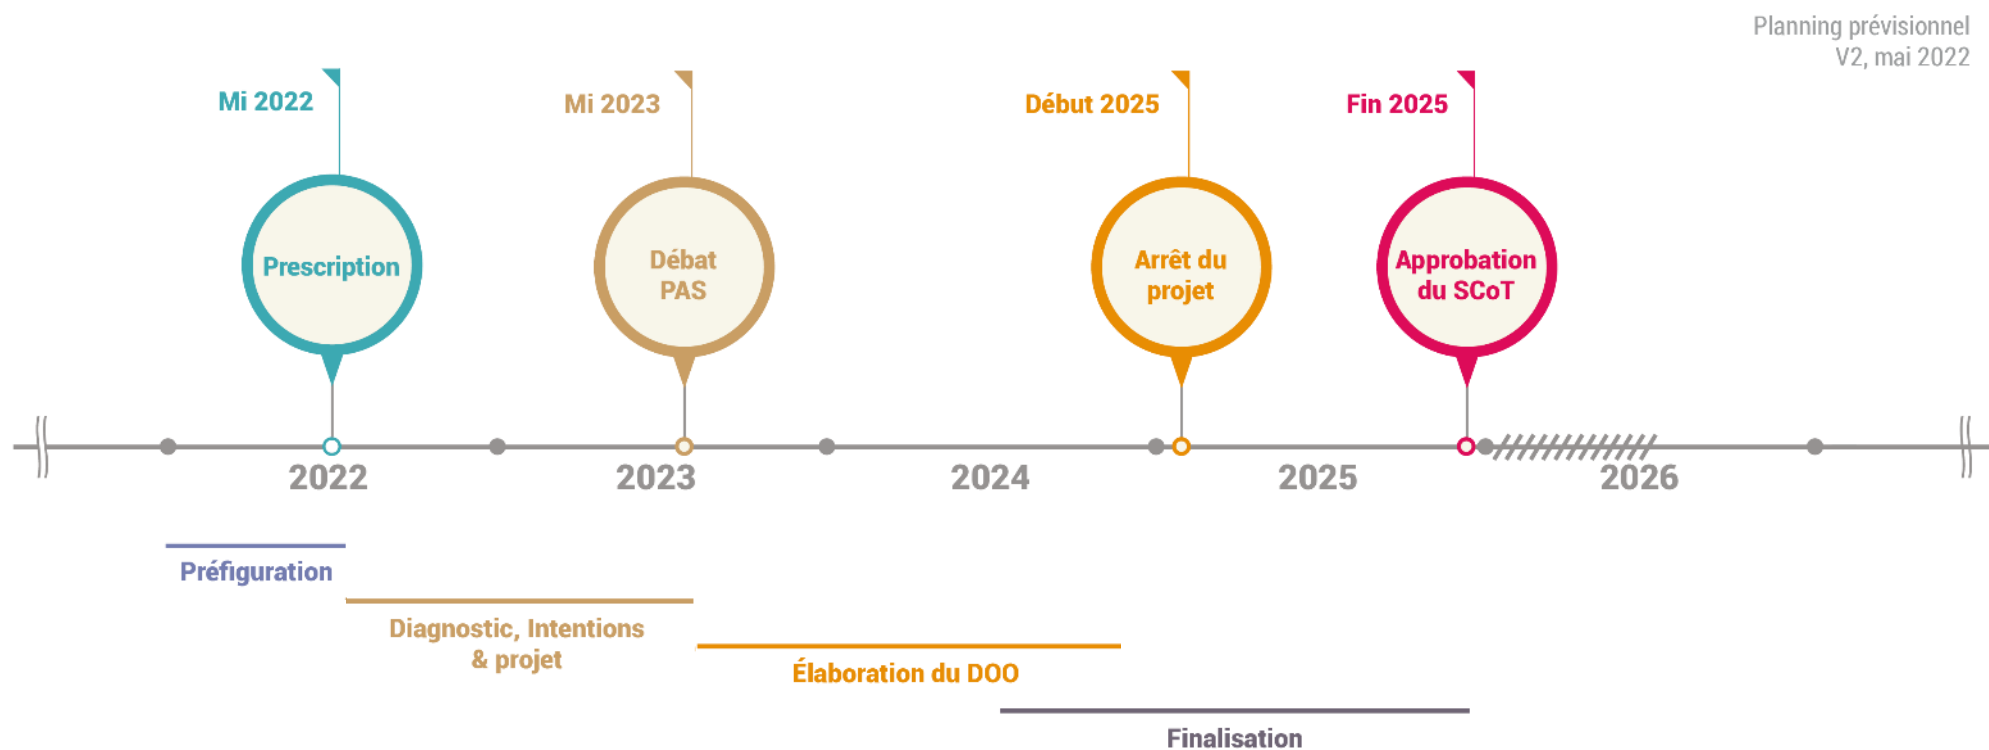 Planning prévisionnel
V2, mai 2022
Mi 2022
Mi 2023
Début 2025
Fin 2025
Prescription
Débat
PAS
Arrêt du
projet
Approbation
du SCoT
2022
2023
2024
2025
2026
Préfiguration
Diagnostic, Intentions
& projet
Élaboration du DOO
Finalisation